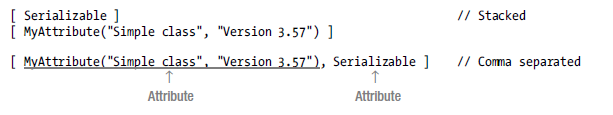 [ Serializable ] // Stacked
[ MyAttribute("Simple class", "Version 3.57") ]
[ MyAttribute("Simple class", "Version 3.57"), Serializable ] // Comma separated
Attribute Attribute